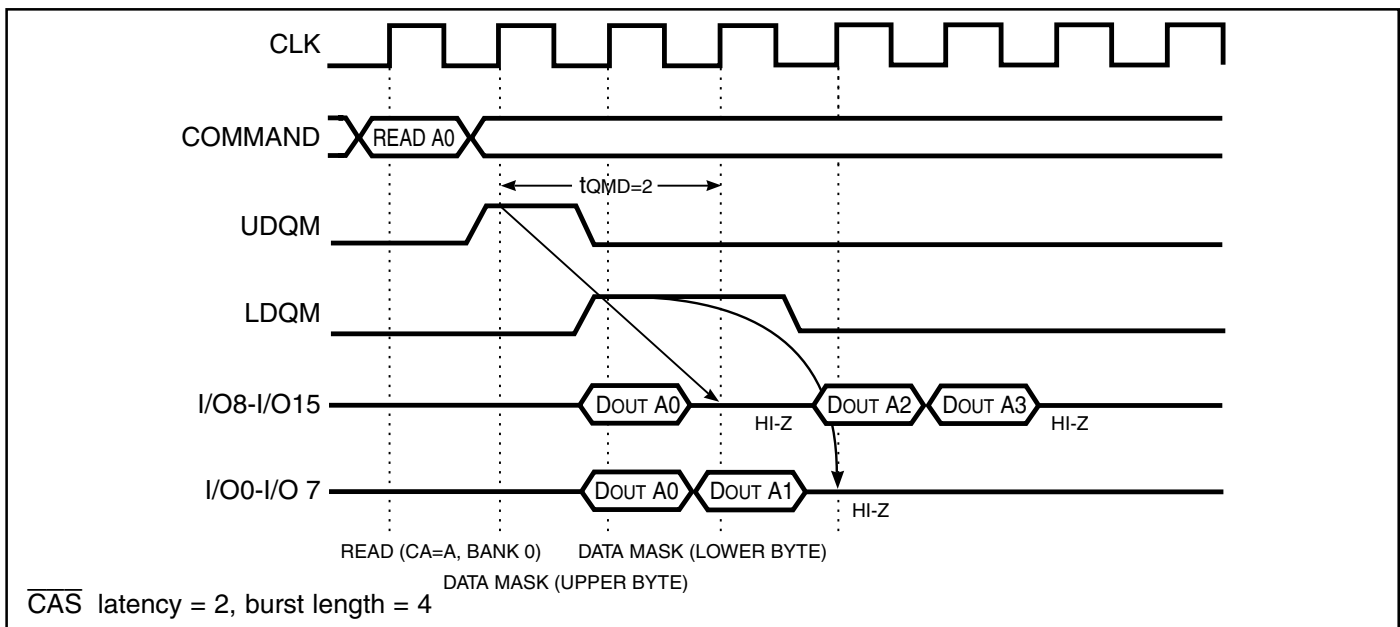 CLK
COMMAND
READ A0
tQMD=2
UDQM
LDQM
I/O8-I/O15
DOUT A0
HI-Z
DOUT A2
DOUT A3
HI-Z
I/O0-I/O 7
DOUT A0
DOUT A1
HI-Z
READ (CA=A, BANK 0)
DATA MASK (LOWER BYTE)
DATA MASK (UPPER BYTE)
CAS latency = 2, burst length = 4